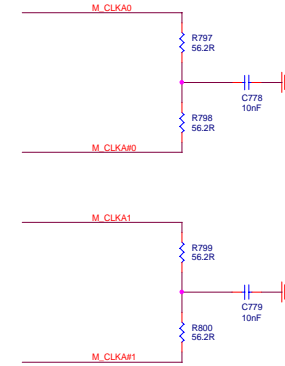 M_CLKA0
R797
56.2R
C778
10nF
R798
56.2R
M_CLKA#0
M_CLKA1
R799
56.2R
C779
10nF
R800
56.2R
M_CLKA#1